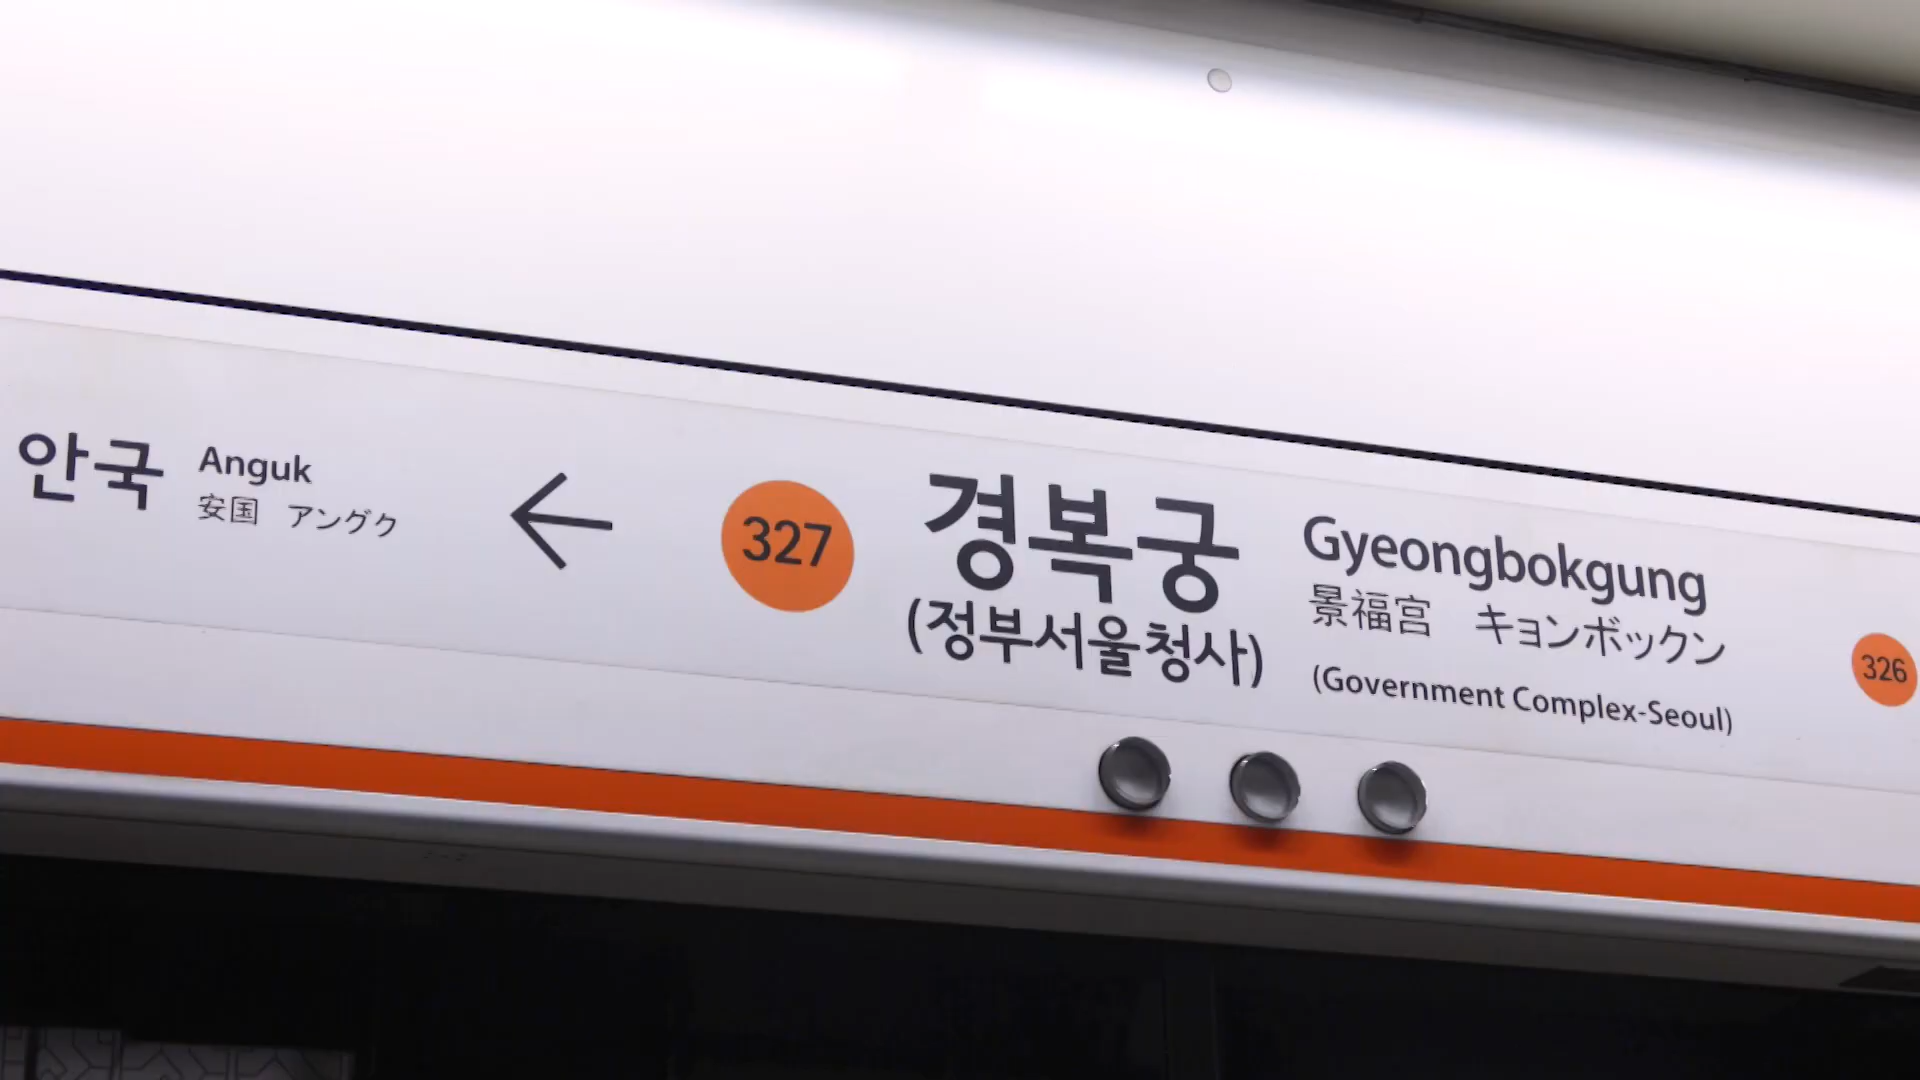 안국
Anguk
安国 アングク
←
327
경복궁
(정부서울청사)
Gyeongbokgung
景福宮 キョンボックン
(Government Complex-Seoul)
326